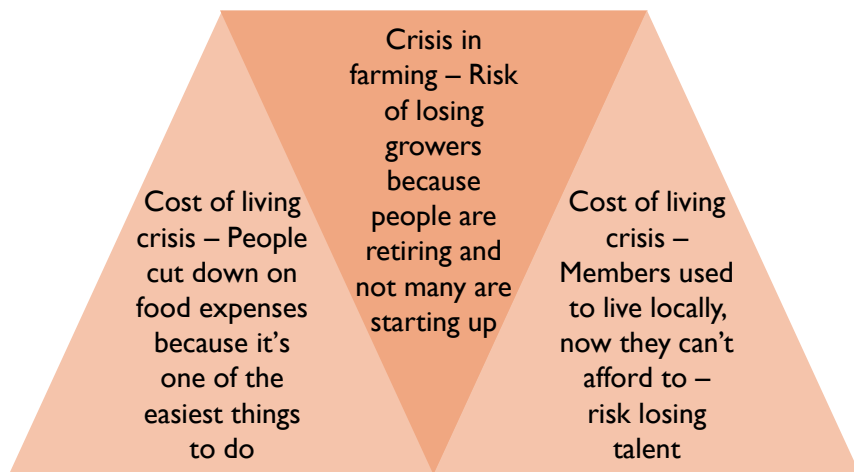 Cost of living
crisis – People
cut down on
food expenses
because it’s
one of the
easiest things
to do
Crisis in
farming – Risk
of losing
growers
because
people are
retiring and
not many are
starting up
Cost of living
crisis –
Members used
to live locally,
now they can’t
afford to –
risk losing
talent